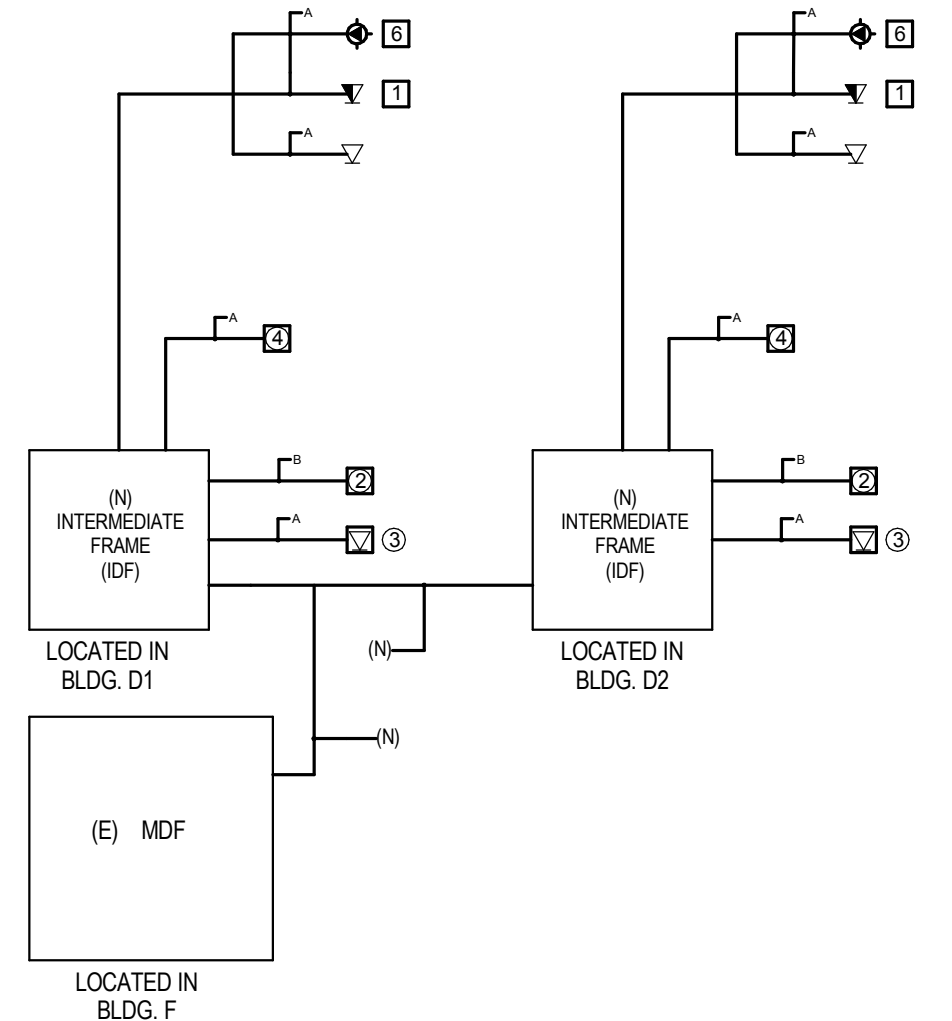 A
6
1
A
A
6
1
A
A
4
A
4
B
2
A
3
(N)
INTERMEDIATE
FRAME
(IDF)
LOCATED IN
BLDG. D1
B
2
A
3
(N)
INTERMEDIATE
FRAME
(IDF)
LOCATED IN
BLDG. D2
(N)
(N)
(E) MDF
LOCATED IN
BLDG. F